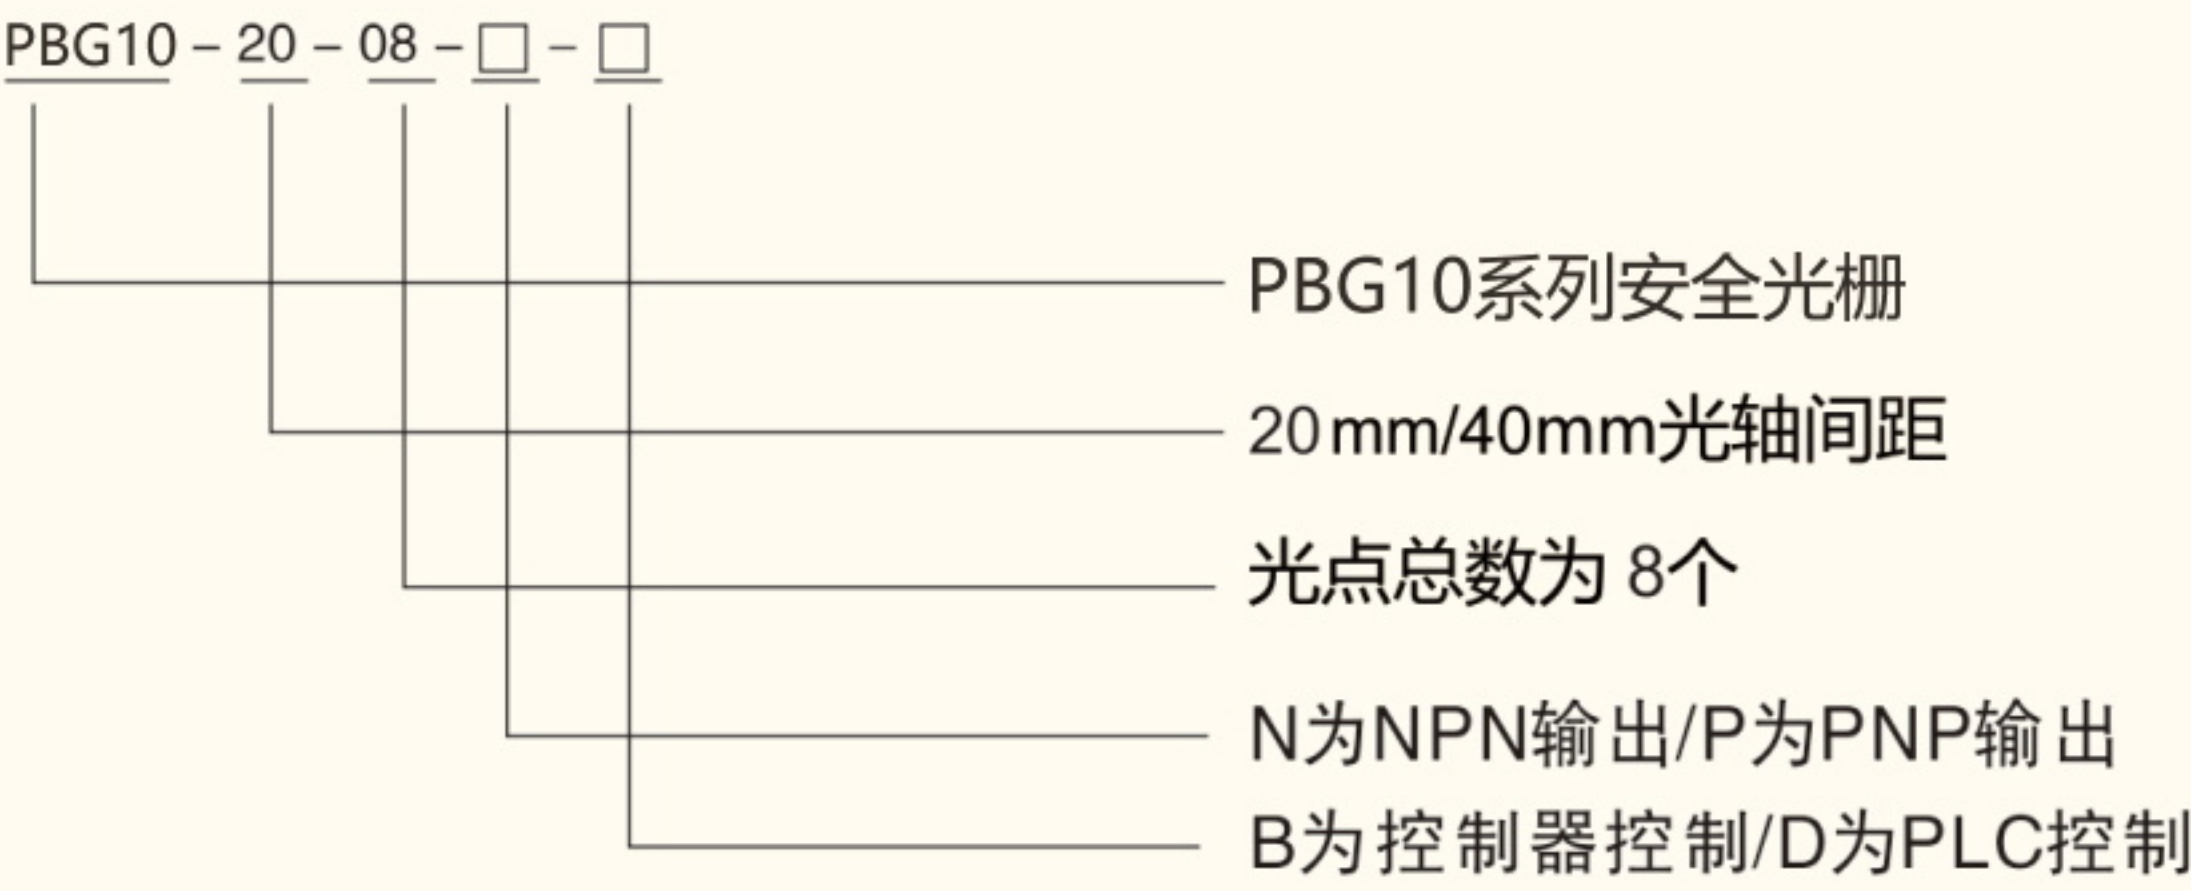 PBG10-20-08-□-□
PBG10系列安全光栅
20mm/40mm光轴间距
光点总数为 8个
N为NPN输出/P为PNP输出
B为控制器控制/D为PLC控制